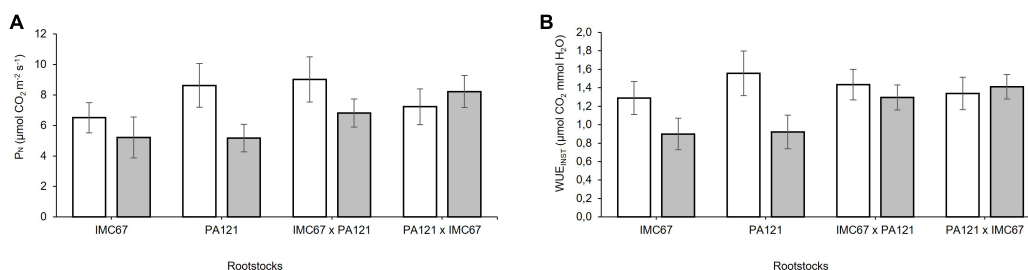 A
P_N (µmol CO₂ m⁻² s⁻¹)
12
10
8
6
4
2
0
IMC67 PA121 IMC67 x PA121 PA121 x IMC67
Rootstocks
B
WUE_INST (µmol CO₂ mmol H₂O)
2,0
1,8
1,6
1,4
1,2
1,0
0,8
0,6
0,4
0,2
0,0
IMC67 PA121 IMC67 x PA121 PA121 x IMC67
Rootstocks